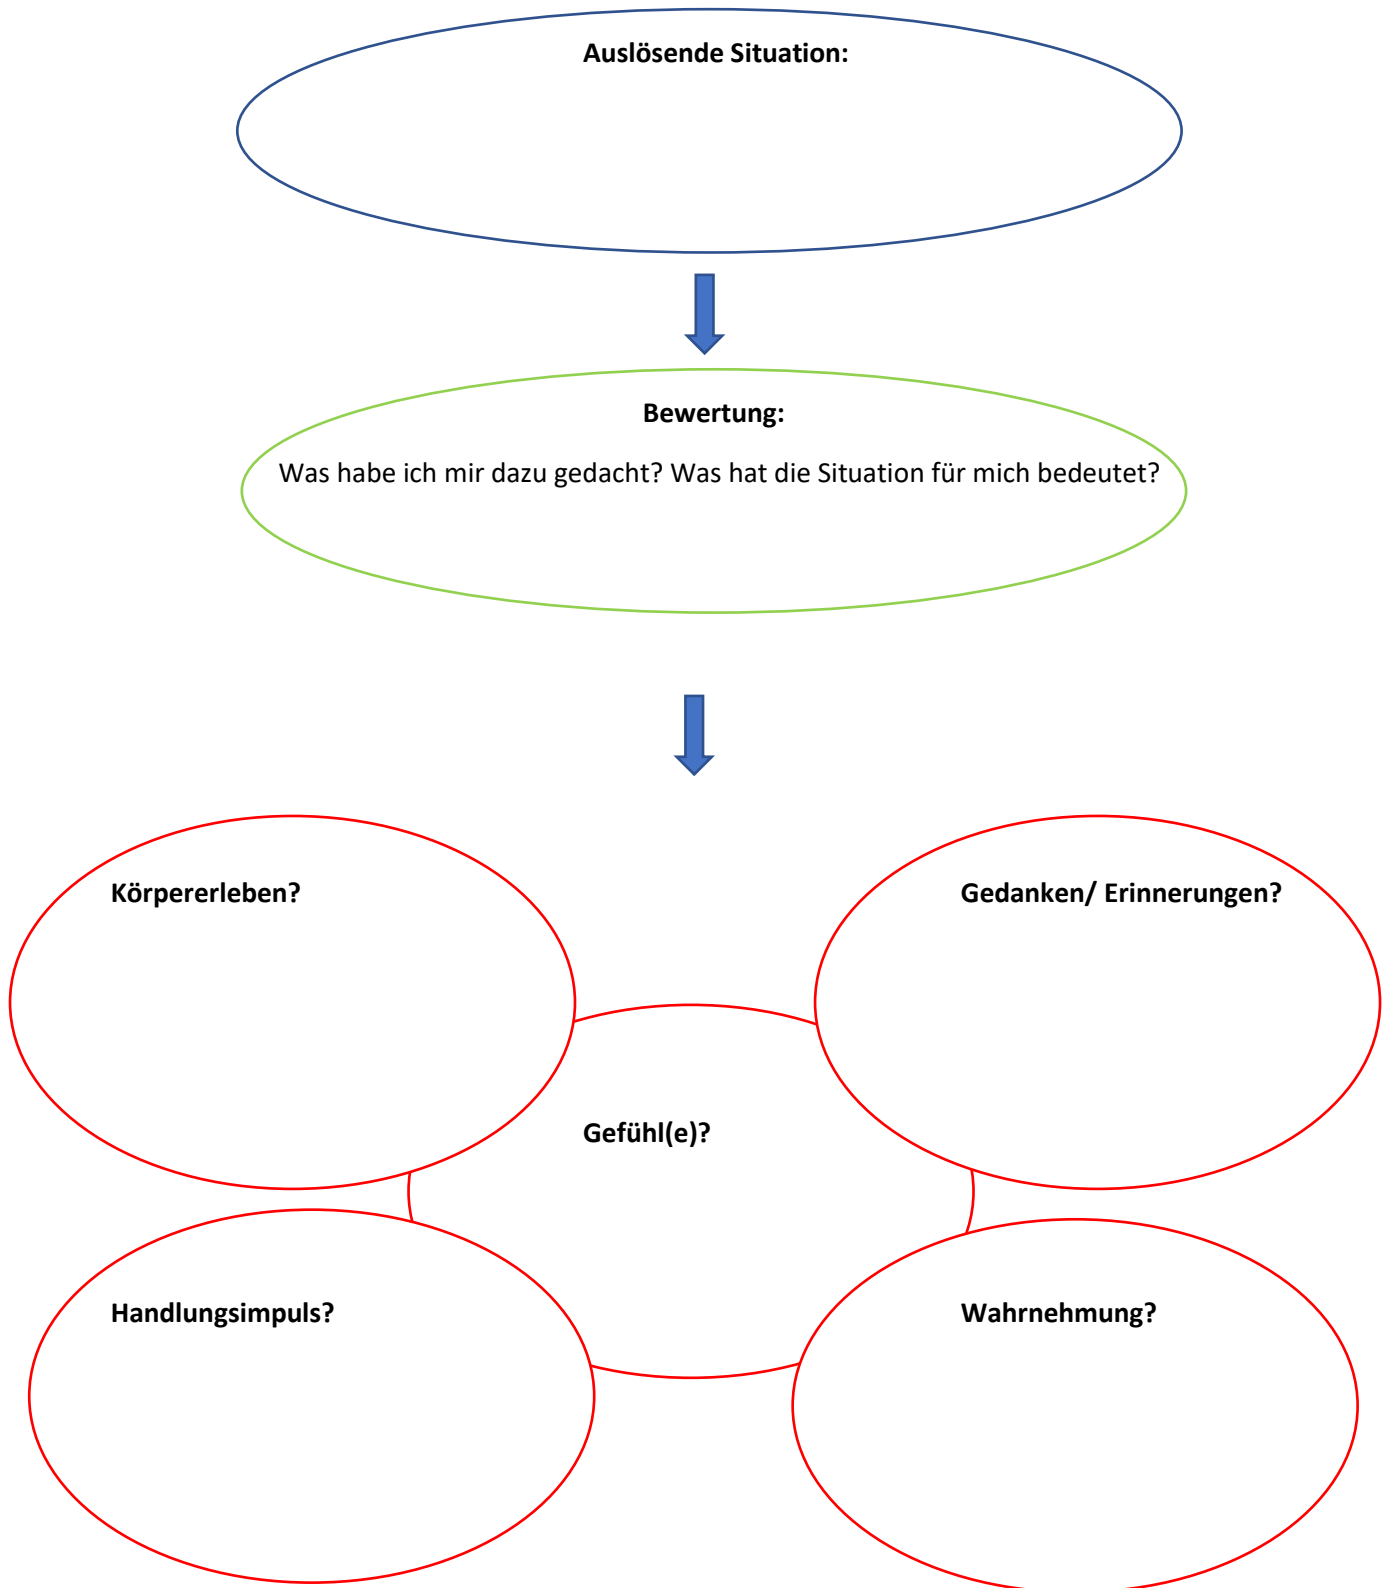 Auslösende Situation:
Bewertung:
Was habe ich mir dazu gedacht? Was hat die Situation für mich bedeutet?
Körpererleben?
Gedanken/ Erinnerungen?
Gefühl(e)?
Handlungsimpuls?
Wahrnehmung?